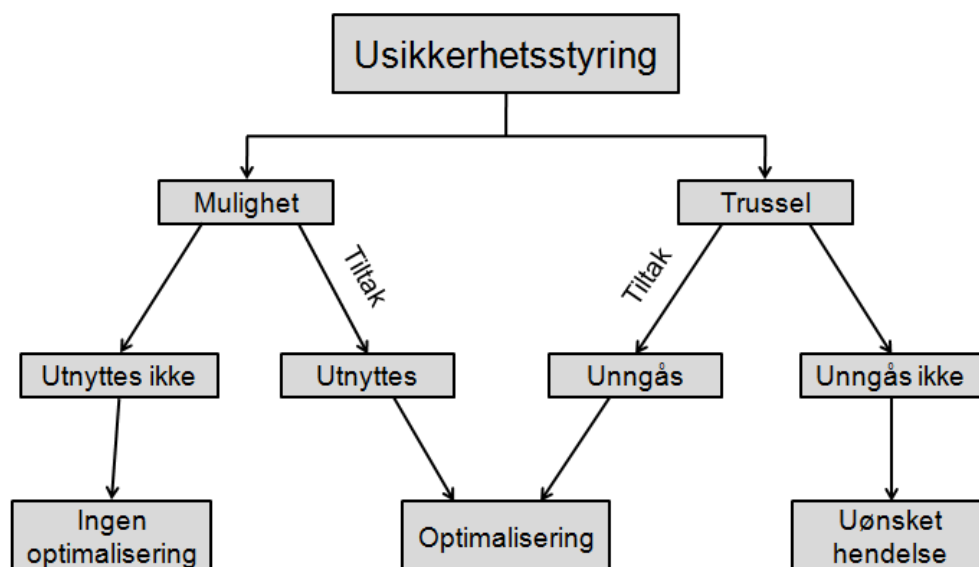 Usikkerhetsstyring
Mulighet
Trussel
Tiltak
Tiltak
Utnyttes ikke
Utnyttes
Unngås
Unngås ikke
Ingen
optimalisering
Optimalisering
Uønsket
hendelse